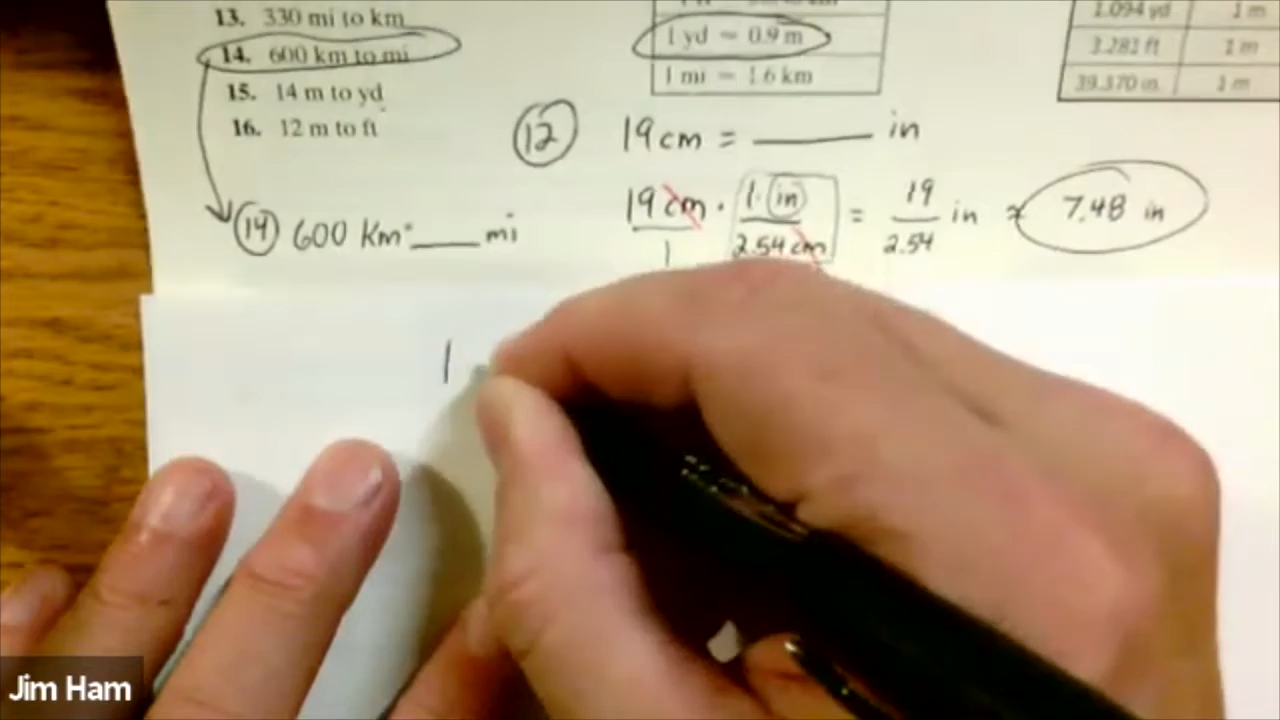 13. 330 mi to km
14. 600 km to mi
15. 14 m to yd
16. 12 m to ft
1 yd ≈ 0.9 m
1 mi ≈ 1.6 km
1.094 yd 1 m
3.281 ft 1 m
39.370 in. 1 m
12 19 cm = ______ in
19 cm / 1 · 1 in / 2.54 cm = 19 / 2.54 in ≈ 7.48 in
14 600 Km = ____ mi
1
Jim Ham